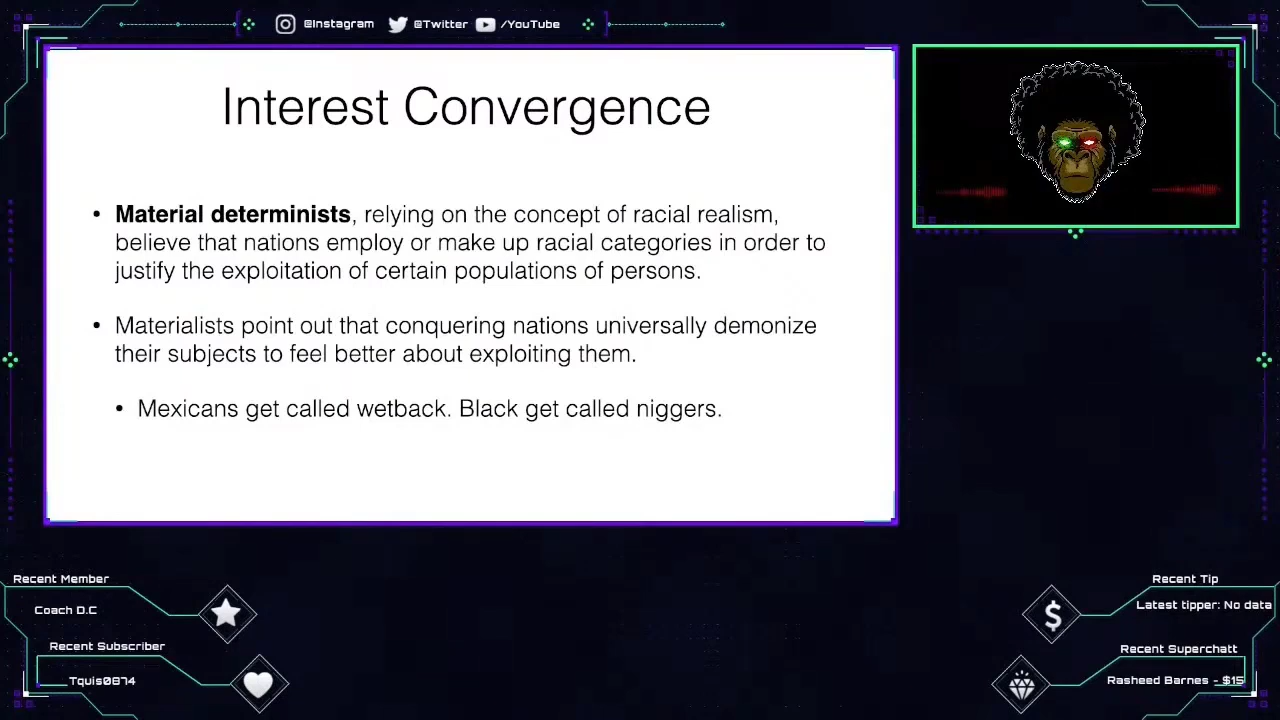 @Instagram @Twitter /YouTube
Interest Convergence
• Material determinists, relying on the concept of racial realism,
believe that nations employ or make up racial categories in order to
justify the exploitation of certain populations of persons.
• Materialists point out that conquering nations universally demonize
their subjects to feel better about exploiting them.
• Mexicans get called wetback. Black get called niggers.
Recent Member
Coach D.C
Recent Subscriber
Tquis0874
Recent Tip
Latest tipper: No data
Recent Superchatt
Rasheed Barnes - $15